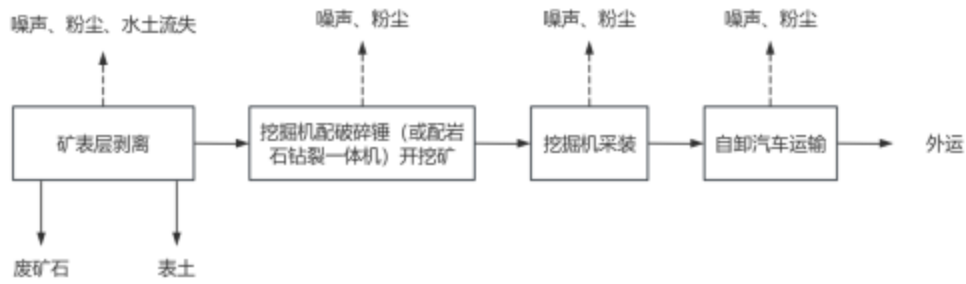 噪声、粉尘、水土流失
噪声、粉尘
噪声、粉尘
噪声、粉尘
矿表层剥离
挖掘机配破碎锤（或配岩
石钻裂一体机）开挖矿
挖掘机采装
自卸汽车运输
外运
废矿石
表土